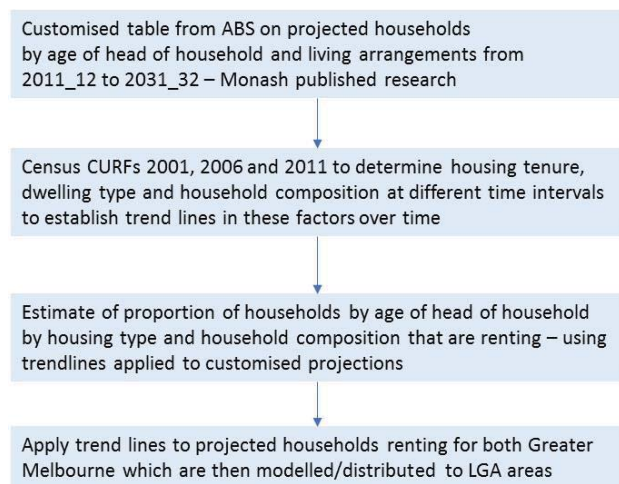 Customised table from ABS on projected households
by age of head of household and living arrangements from
2011_12 to 2031_32 – Monash published research
Census CURFs 2001, 2006 and 2011 to determine housing tenure,
dwelling type and household composition at different time intervals
to establish trend lines in these factors over time
Estimate of proportion of households by age of head of household
by housing type and household composition that are renting – using
trendlines applied to customised projections
Apply trend lines to projected households renting for both Greater
Melbourne which are then modelled/distributed to LGA areas